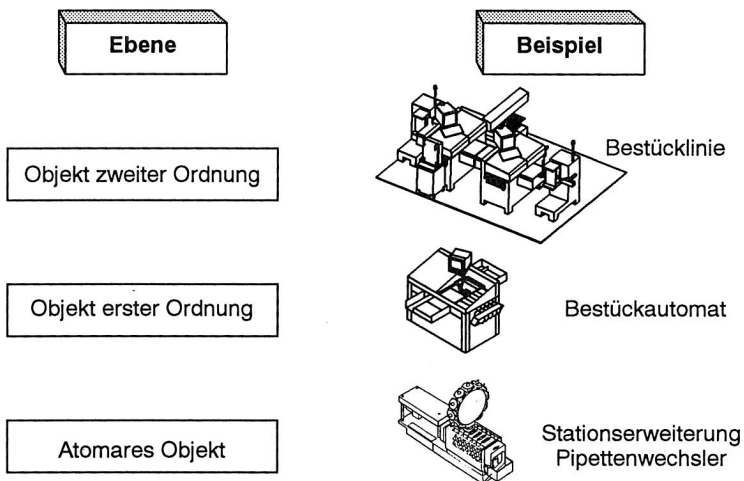 Ebene
Beispiel
Objekt zweiter Ordnung
Bestücklinie
Objekt erster Ordnung
Bestückautomat
Atomares Objekt
Stationserweiterung
Pipettenwechsler